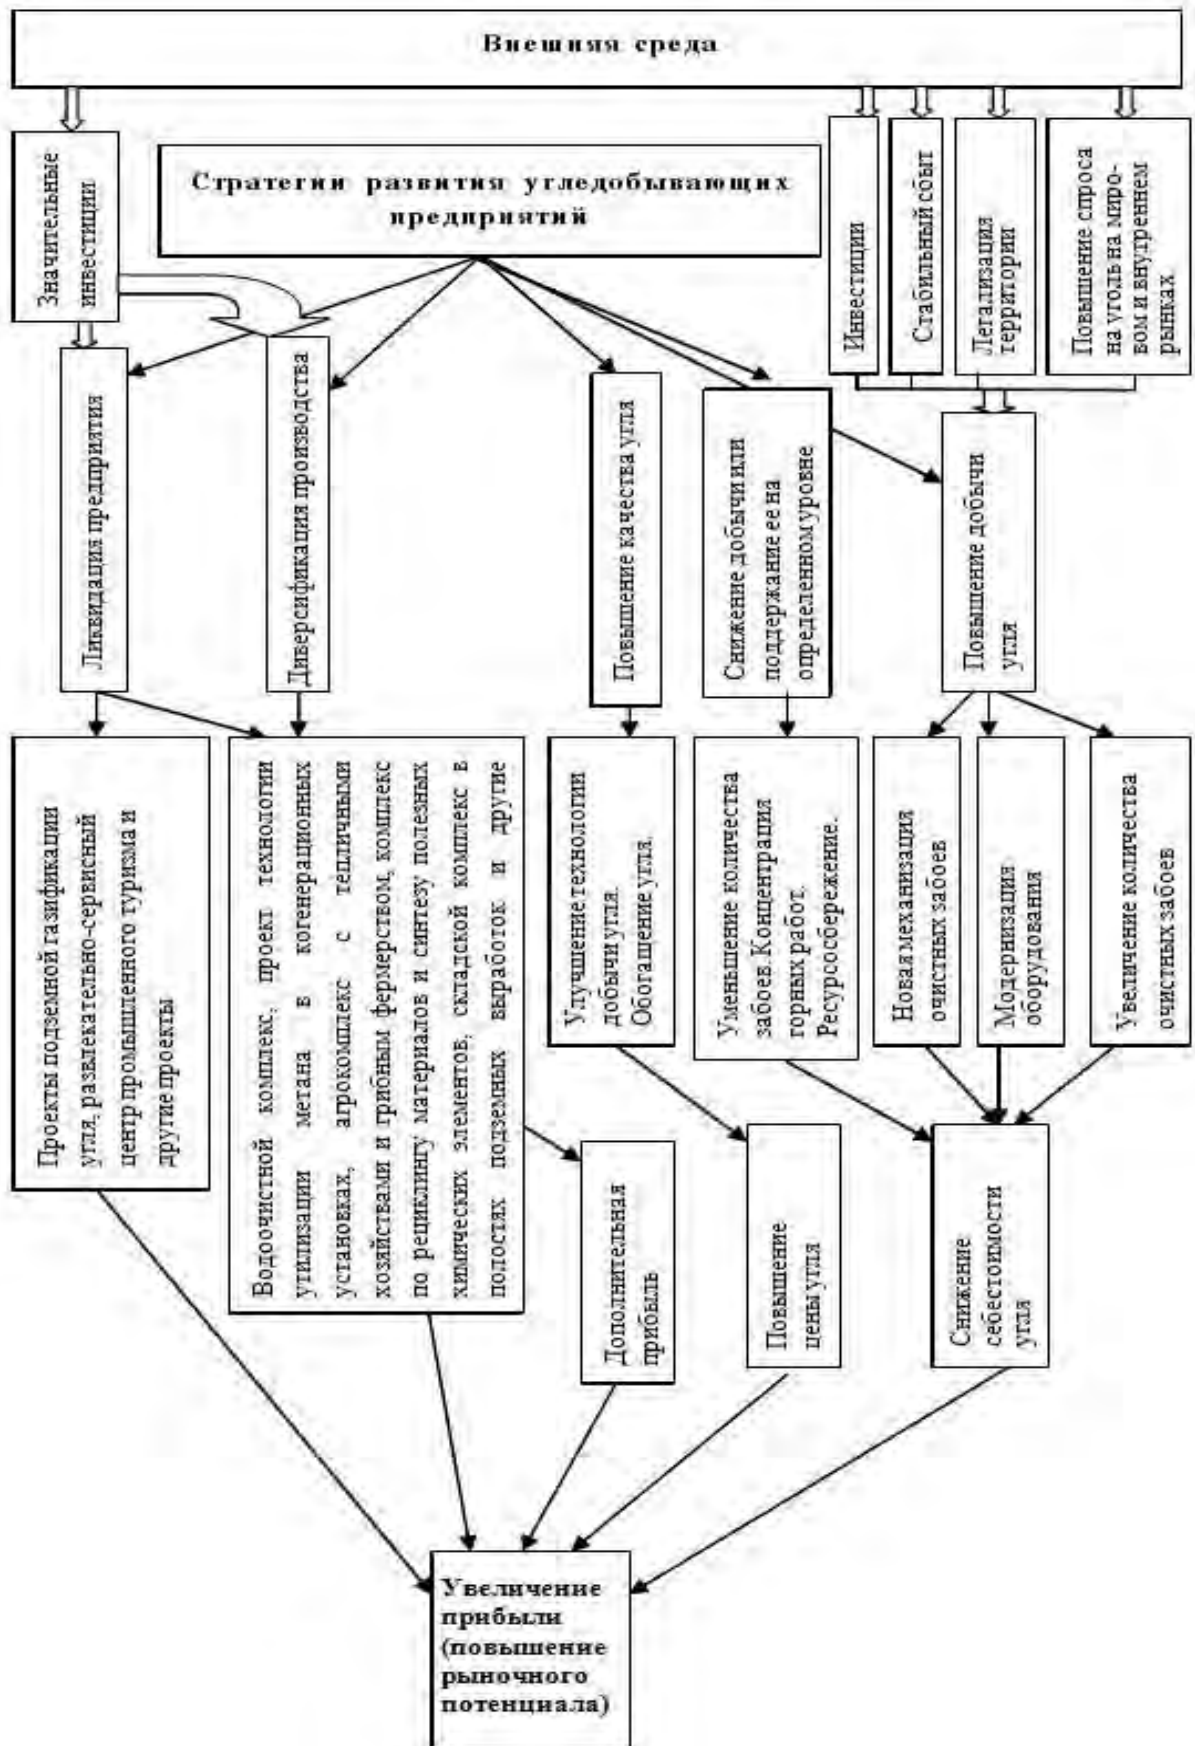 Внешняя среда
Значительные
инвестиции
Стратегии развития угледобывающих
предприятий
Инвестиции
Стабильный сбыт
Легализация
территории
Повышение спроса
на уголь на миро-
вом и внутреннем
рынках
Ликвидация предприятия
Диверсификация производства
Повышение качества угля
Снижение добычи или
поддержание ее на
определенном уровне
Повышение добычи
угля
Проекты подземной газификации
угля, развлекательно-сервисный
центр промышленного туризма и
другие проекты
Водоочистной комплекс, проект технологии
утилизации метана в когенерационных
установках, агрокомплекс с тепличными
хозяйствами и грибным фермерством, комплекс
по рециклингу материалов и синтезу полезных
химических элементов, складской комплекс в
полостях подземных выработок и другие
Улучшение технологии
добычи угля.
Обогащение угля.
Уменьшение количества
забоев. Концентрация
горных работ.
Ресурсосбережение.
Новая механизация
очистных забоев
Модернизация
оборудования
Увеличение количества
очистных забоев
Дополнительная
прибыль
Повышение
цены угля
Снижение
себестоимости
угля
Увеличение
прибыли
(повышение
рыночного
потенциала)